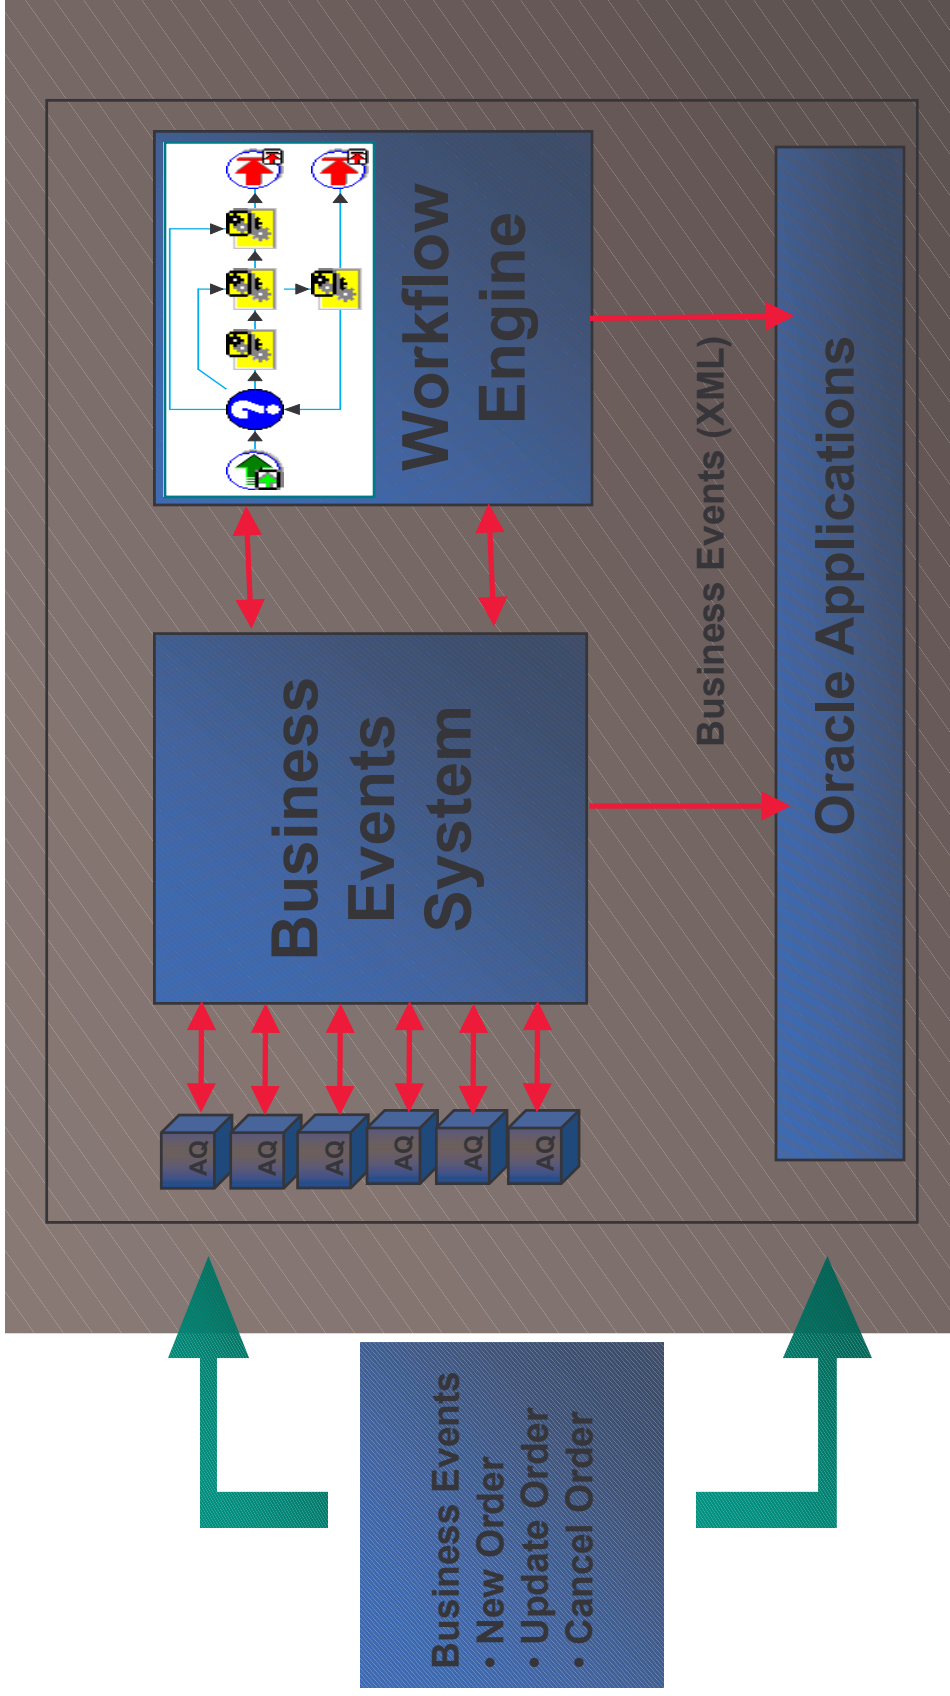 Business Events
• New Order
• Update Order
• Cancel Order
AQ
AQ
AQ
AQ
AQ
AQ
Business
Events
System
Workflow
Engine
Business Events (XML)
Oracle Applications